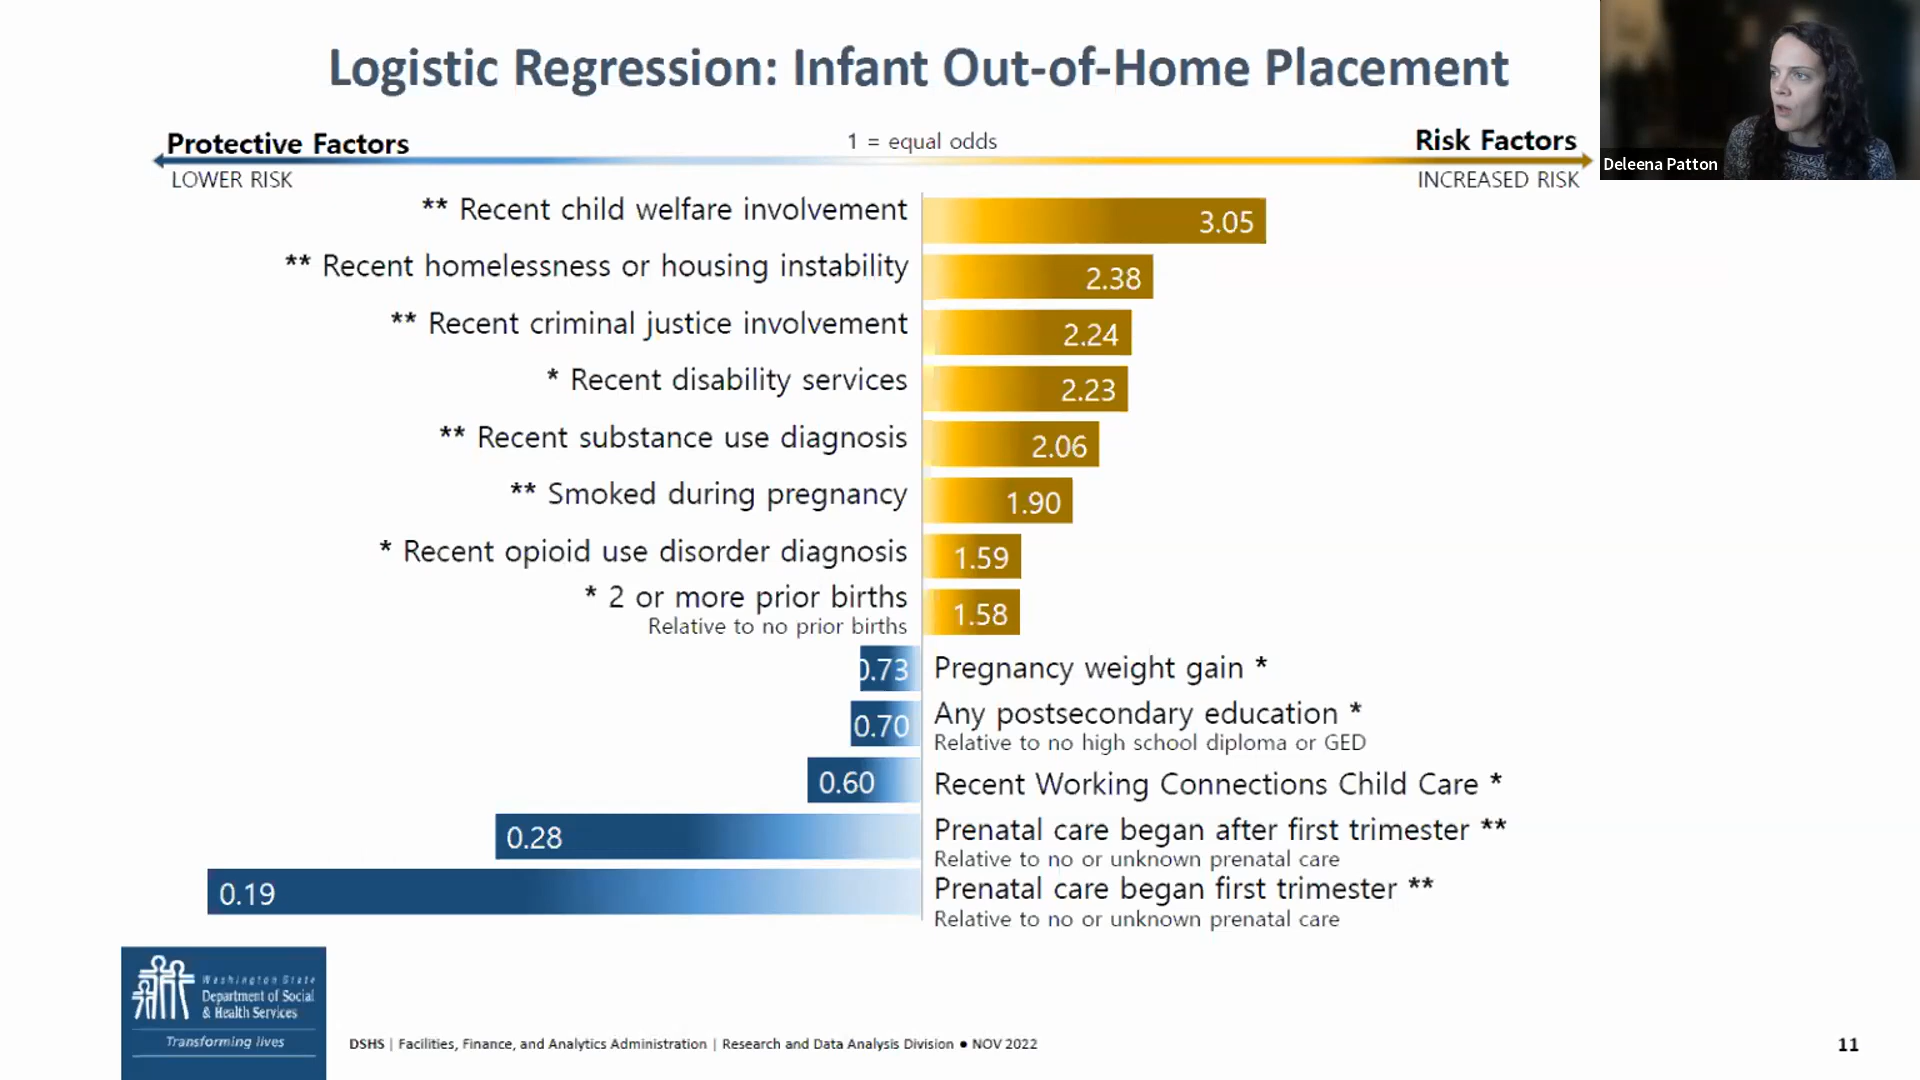 Logistic Regression: Infant Out-of-Home Placement
Protective Factors
1 = equal odds
Risk Factors
LOWER RISK
INCREASED RISK
Deleena Patton
** Recent child welfare involvement
3.05
** Recent homelessness or housing instability
2.38
** Recent criminal justice involvement
2.24
* Recent disability services
2.23
** Recent substance use diagnosis
2.06
** Smoked during pregnancy
1.90
* Recent opioid use disorder diagnosis
1.59
* 2 or more prior births
Relative to no prior births
1.58
0.73
Pregnancy weight gain *
0.70
Any postsecondary education *
Relative to no high school diploma or GED
0.60
Recent Working Connections Child Care *
0.28
Prenatal care began after first trimester **
Relative to no or unknown prenatal care
0.19
Prenatal care began first trimester **
Relative to no or unknown prenatal care
Washington State
Department of Social
& Health Services
Transforming lives
DSHS | Facilities, Finance, and Analytics Administration | Research and Data Analysis Division ● NOV 2022
11